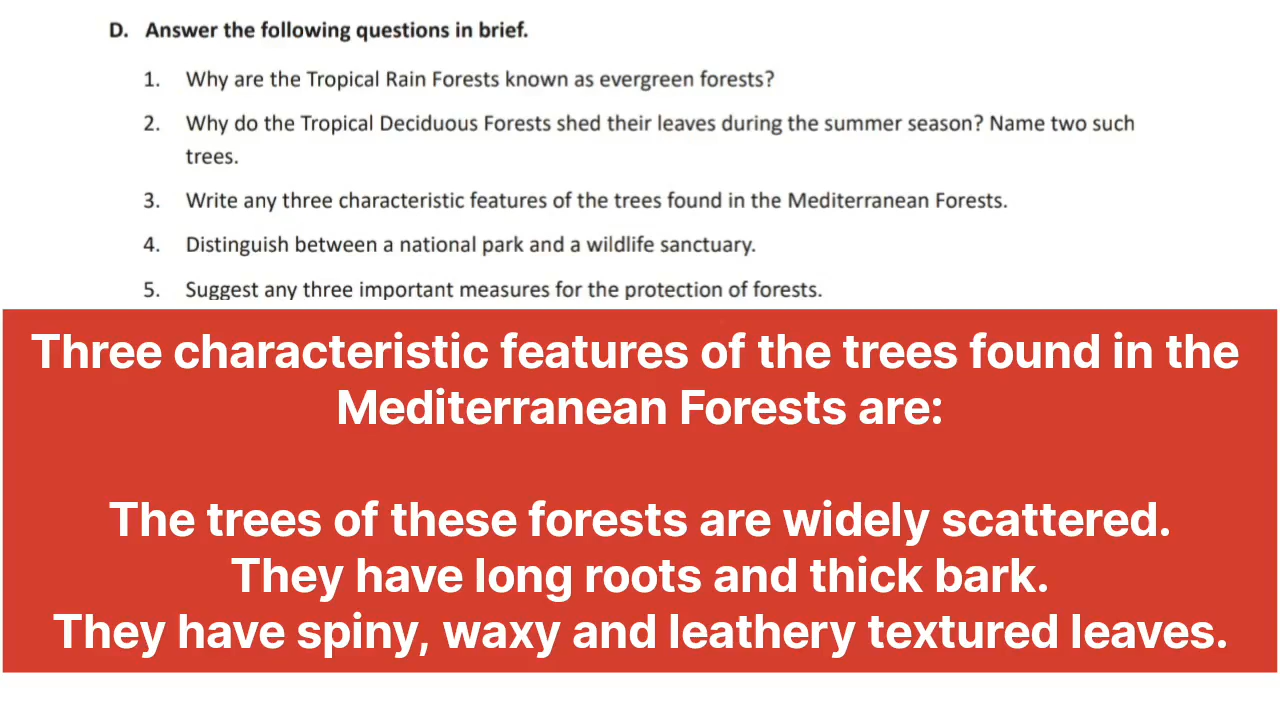 D. Answer the following questions in brief.
1. Why are the Tropical Rain Forests known as evergreen forests?
2. Why do the Tropical Deciduous Forests shed their leaves during the summer season? Name two such
trees.
3. Write any three characteristic features of the trees found in the Mediterranean Forests.
4. Distinguish between a national park and a wildlife sanctuary.
5. Suggest any three important measures for the protection of forests.
Three characteristic features of the trees found in the
Mediterranean Forests are:
The trees of these forests are widely scattered.
They have long roots and thick bark.
They have spiny, waxy and leathery textured leaves.